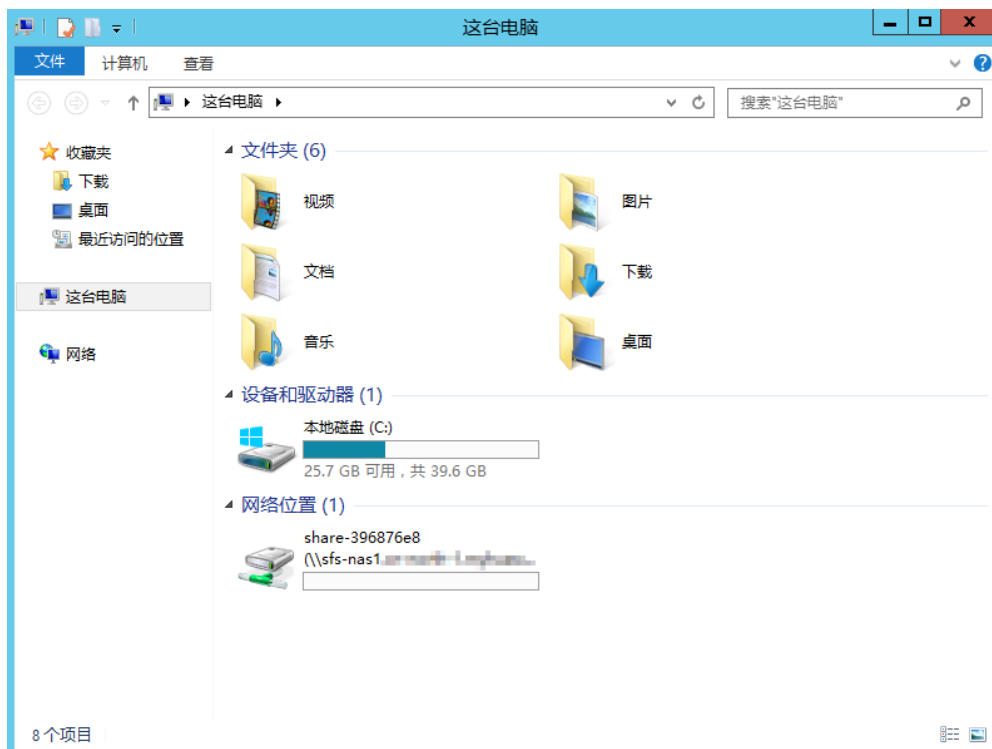 这台电脑
文件 计算机 查看
这台电脑
搜索"这台电脑"
收藏夹
下载
桌面
最近访问的位置
这台电脑
网络
文件夹 (6)
视频
图片
文档
下载
音乐
桌面
设备和驱动器 (1)
本地磁盘 (C:)
25.7 GB 可用，共 39.6 GB
网络位置 (1)
share-396876e8
(\\sfs-nas1.
8 个项目